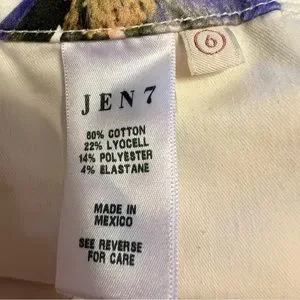 JEN7
6
60% COTTON
22% LYOCELL
14% POLYESTER
4% ELASTANE
MADE IN
MEXICO
SEE REVERSE
FOR CARE